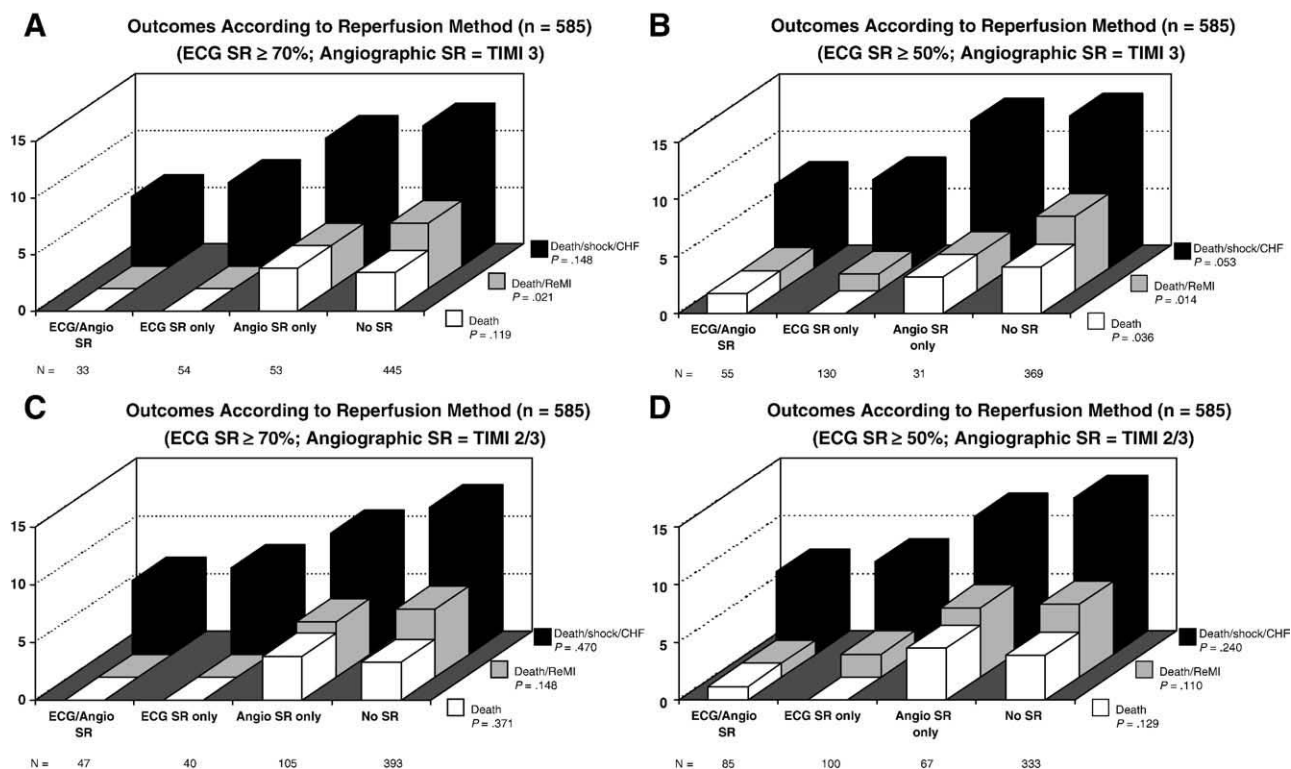 A
Outcomes According to Reperfusion Method (n = 585)
(ECG SR ≥ 70%; Angiographic SR = TIMI 3)
15
10
5
0
Death/shock/CHF
P = .148
Death/ReMI
P = .021
Death
P = .119
ECG/Angio SR
ECG SR only
Angio SR only
No SR
N = 33 54 53 445
B
Outcomes According to Reperfusion Method (n = 585)
(ECG SR ≥ 50%; Angiographic SR = TIMI 3)
15
10
5
0
Death/shock/CHF
P = .053
Death/ReMI
P = .014
Death
P = .036
ECG/Angio SR
ECG SR only
Angio SR only
No SR
N = 55 130 31 369
C
Outcomes According to Reperfusion Method (n = 585)
(ECG SR ≥ 70%; Angiographic SR = TIMI 2/3)
15
10
5
0
Death/shock/CHF
P = .470
Death/ReMI
P = .148
Death
P = .371
ECG/Angio SR
ECG SR only
Angio SR only
No SR
N = 47 40 105 393
D
Outcomes According to Reperfusion Method (n = 585)
(ECG SR ≥ 50%; Angiographic SR = TIMI 2/3)
15
10
5
0
Death/shock/CHF
P = .240
Death/ReMI
P = .110
Death
P = .129
ECG/Angio SR
ECG SR only
Angio SR only
No SR
N = 85 100 67 333